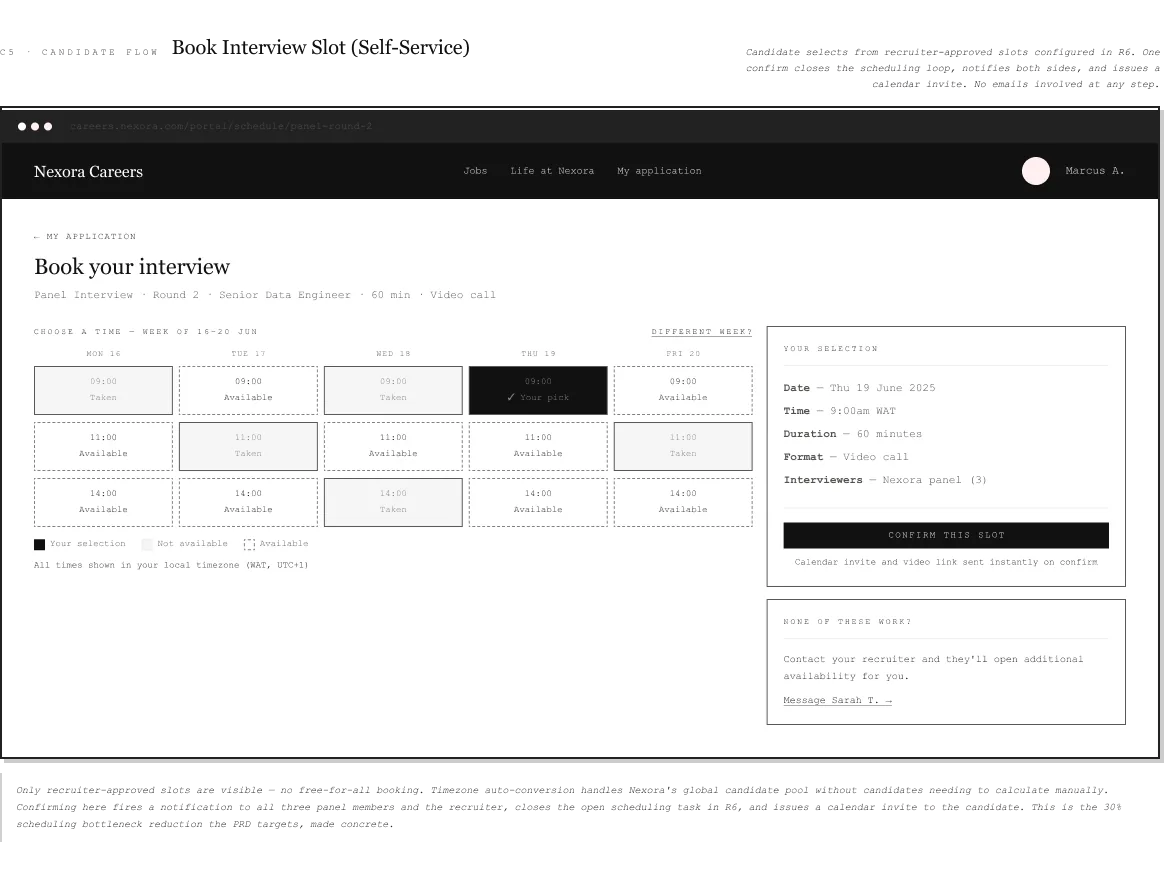 C5 · CANDIDATE FLOW Book Interview Slot (Self-Service)
Candidate selects from recruiter-approved slots configured in R6. One
confirm closes the scheduling loop, notifies both sides, and issues a
calendar invite. No emails involved at any step.
careers.nexora.com/portal/schedule/panel-round-2
Nexora Careers Jobs Life at Nexora My application Marcus A.
← MY APPLICATION
Book your interview
Panel Interview · Round 2 · Senior Data Engineer · 60 min · Video call
CHOOSE A TIME — WEEK OF 16–20 JUN DIFFERENT WEEK?
MON 16 TUE 17 WED 18 THU 19 FRI 20
09:00 09:00 09:00 09:00 09:00
Taken Available Taken ✓ Your pick Available
11:00 11:00 11:00 11:00 11:00
Available Taken Available Available Taken
14:00 14:00 14:00 14:00 14:00
Available Available Taken Available Available
Your selection Not available Available
All times shown in your local timezone (WAT, UTC+1)
YOUR SELECTION
Date — Thu 19 June 2025
Time — 9:00am WAT
Duration — 60 minutes
Format — Video call
Interviewers — Nexora panel (3)
CONFIRM THIS SLOT
Calendar invite and video link sent instantly on confirm
NONE OF THESE WORK?
Contact your recruiter and they'll open additional
availability for you.
Message Sarah T. →
Only recruiter-approved slots are visible — no free-for-all booking. Timezone auto-conversion handles Nexora's global candidate pool without candidates needing to calculate manually.
Confirming here fires a notification to all three panel members and the recruiter, closes the open scheduling task in R6, and issues a calendar invite to the candidate. This is the 30%
scheduling bottleneck reduction the PRD targets, made concrete.